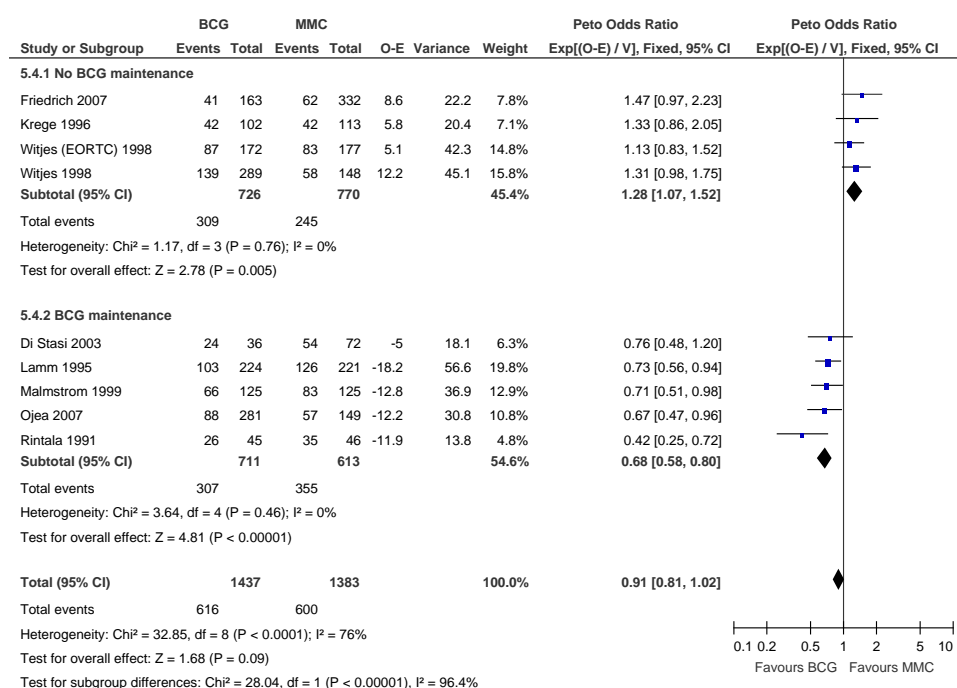 BCG MMC Peto Odds Ratio Peto Odds Ratio
Study or Subgroup Events Total Events Total O-E Variance Weight Exp[(O-E) / V], Fixed, 95% CI Exp[(O-E) / V], Fixed, 95% CI
5.4.1 No BCG maintenance
Friedrich 2007 41 163 62 332 8.6 22.2 7.8% 1.47 [0.97, 2.23]
Krege 1996 42 102 42 113 5.8 20.4 7.1% 1.33 [0.86, 2.05]
Witjes (EORTC) 1998 87 172 83 177 5.1 42.3 14.8% 1.13 [0.83, 1.52]
Witjes 1998 139 289 58 148 12.2 45.1 15.8% 1.31 [0.98, 1.75]
Subtotal (95% CI) 726 770 45.4% 1.28 [1.07, 1.52]
Total events 309 245
Heterogeneity: Chi² = 1.17, df = 3 (P = 0.76); I² = 0%
Test for overall effect: Z = 2.78 (P = 0.005)
5.4.2 BCG maintenance
Di Stasi 2003 24 36 54 72 -5 18.1 6.3% 0.76 [0.48, 1.20]
Lamm 1995 103 224 126 221 -18.2 56.6 19.8% 0.73 [0.56, 0.94]
Malmstrom 1999 66 125 83 125 -12.8 36.9 12.9% 0.71 [0.51, 0.98]
Ojea 2007 88 281 57 149 -12.2 30.8 10.8% 0.67 [0.47, 0.96]
Rintala 1991 26 45 35 46 -11.9 13.8 4.8% 0.42 [0.25, 0.72]
Subtotal (95% CI) 711 613 54.6% 0.68 [0.58, 0.80]
Total events 307 355
Heterogeneity: Chi² = 3.64, df = 4 (P = 0.46); I² = 0%
Test for overall effect: Z = 4.81 (P < 0.00001)
Total (95% CI) 1437 1383 100.0% 0.91 [0.81, 1.02]
Total events 616 600
Heterogeneity: Chi² = 32.85, df = 8 (P < 0.0001); I² = 76%
Test for overall effect: Z = 1.68 (P = 0.09)
Test for subgroup differences: Chi² = 28.04, df = 1 (P < 0.00001), I² = 96.4%
0.1 0.2 0.5 1 2 5 10
Favours BCG Favours MMC